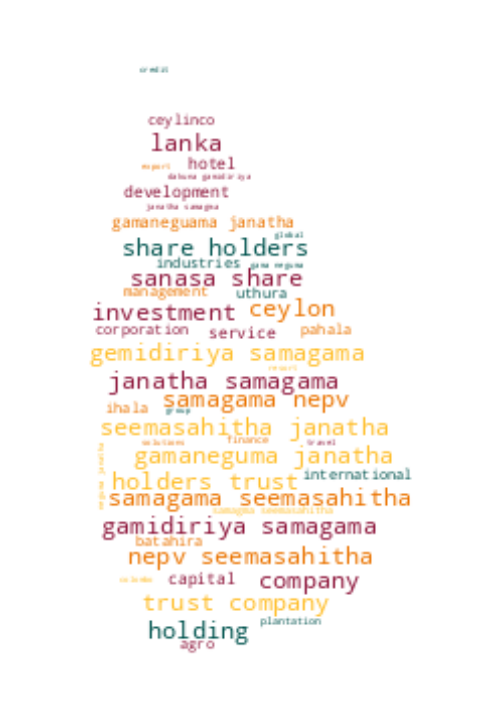 credit
ceylinco
lanka
export hotel
dakuna gamidiriya
development
janatha samagma
gamaneguama janatha
global
share holders
industries gama neguma
sanasa share
management uthura
investment ceylon
corporation service pahala
gemidiriya samagama
resort
janatha samagama
samagama nepv
ihala group
seemasahitha janatha
solutions finance travel
gamaneguma janatha
neguma janatha
holders trust international
samagama seemasahitha
samagma seemasahitha
gamidiriya samagama
batahira
nepv seemasahitha
colombo capital company
trust company
plantation
holding
agro